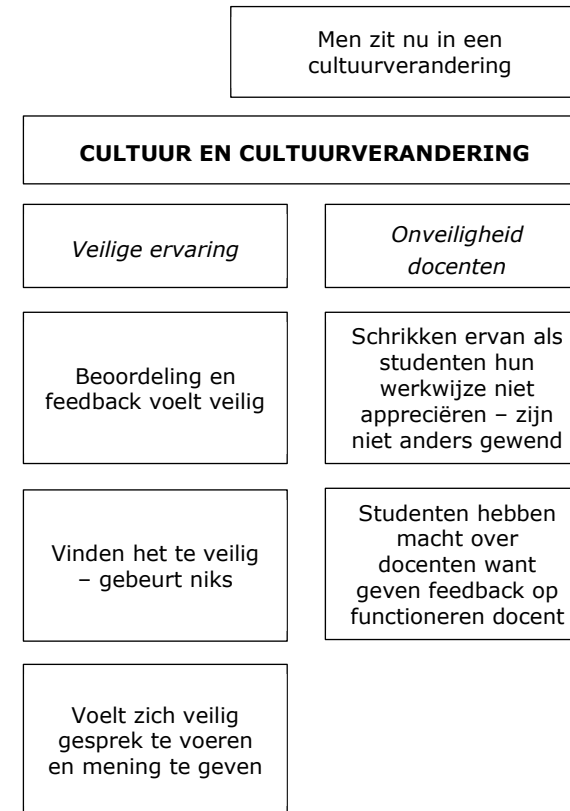 Men zit nu in een
cultuurverandering
CULTUUR EN CULTUURVERANDERING
Veilige ervaring
Onveiligheid
docenten
Beoordeling en
feedback voelt veilig
Schrikken ervan als
studenten hun
werkwijze niet
appreciëren – zijn
niet anders gewend
Vinden het te veilig
– gebeurt niks
Studenten hebben
macht over
docenten want
geven feedback op
functioneren docent
Voelt zich veilig
gesprek te voeren
en mening te geven